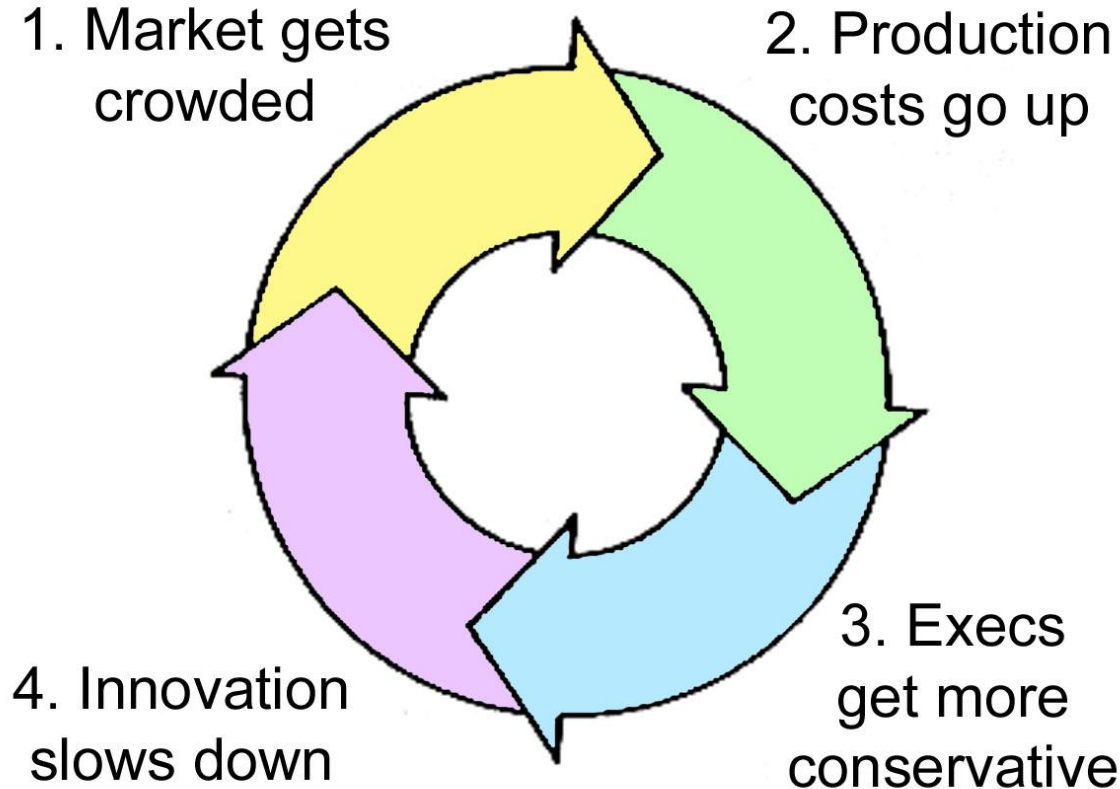 1. Market gets
crowded
2. Production
costs go up
3. Execs
get more
conservative
4. Innovation
slows down